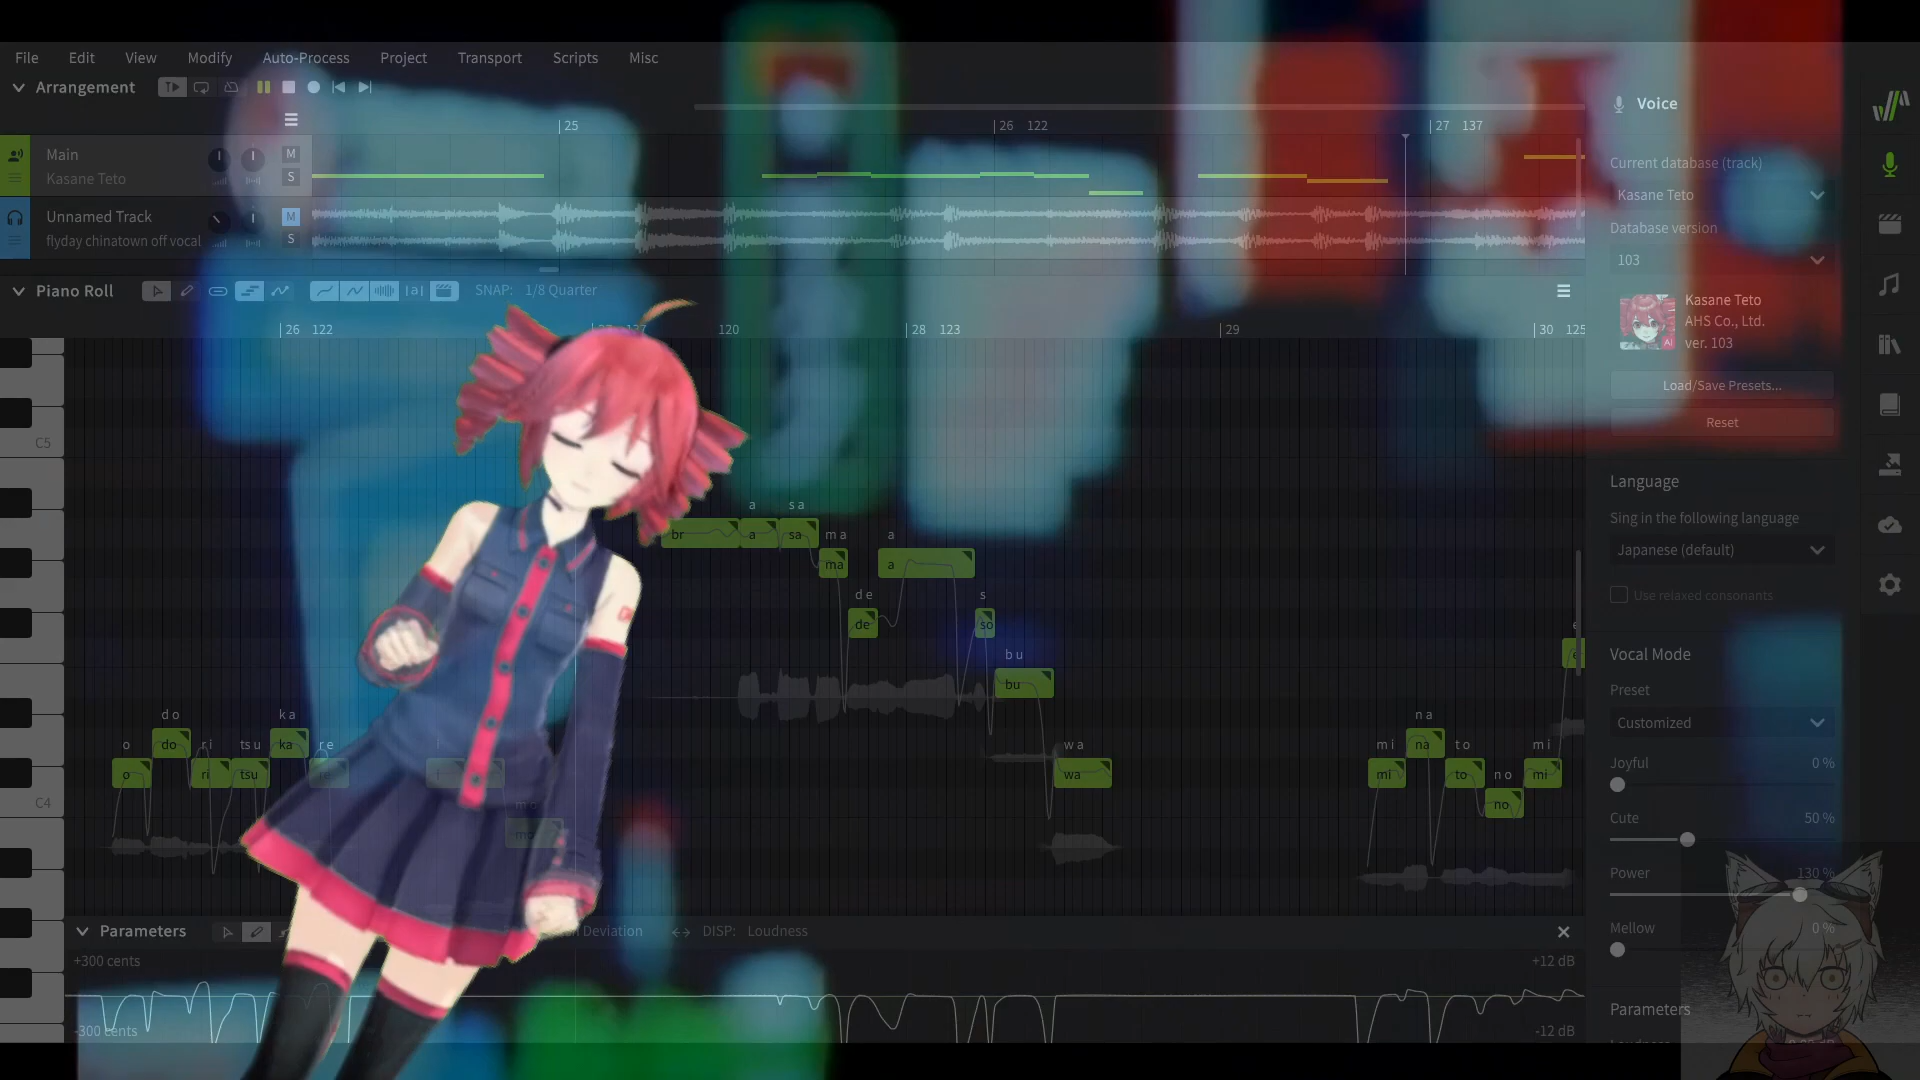 File Edit View Modify Auto-Process Project Transport Scripts Misc
Arrangement
25 26 122 27 137
Main M
Kasane Teto S
Unnamed Track M
flyday chinatown off vocal S
Piano Roll SNAP: 1/8 Quarter
26 122 120 28 123 29 30 125
C5
a sa
br a sa ma a
ma a
de s
de so
bu
bu
do ka na
o do ri tsu ka re i wa mi na to mi
o ri tsu re wa mi to no mi
mo no
C4
Parameters Deviation DISP: Loudness
+300 cents +12 dB
-300 cents -12 dB
Voice
Current database (track)
Kasane Teto
Database version
103
Kasane Teto
AHS Co., Ltd.
ver. 103
AI
Load/Save Presets...
Reset
Language
Sing in the following language
Japanese (default)
Use relaxed consonants
Vocal Mode
Preset
Customized
Joyful 0 %
Cute 50 %
Power 130 %
Mellow 0 %
Parameters